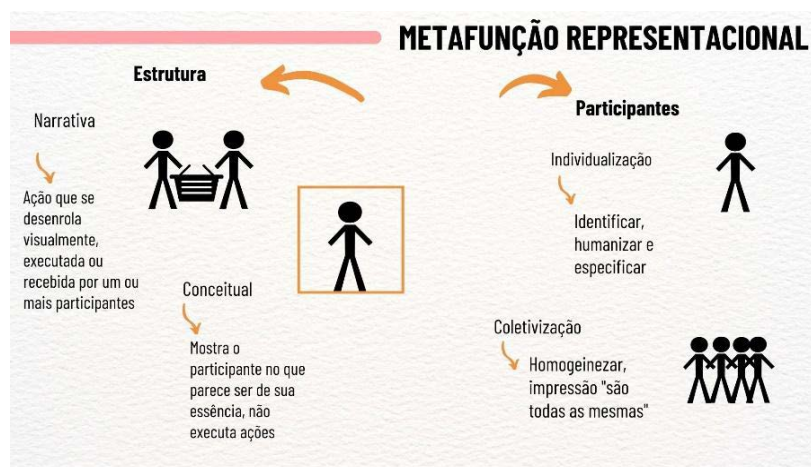 METAFUNÇÃO REPRESENTACIONAL
Estrutura
Narrativa
Ação que se
desenrola
visualmente,
executada ou
recebida por um ou
mais participantes
Conceitual
Mostra o
participante no que
parece ser de sua
essência, não
executa ações
Participantes
Individualização
Identificar,
humanizar e
especificar
Coletivização
Homogeinezar,
impressão "são
todas as mesmas"